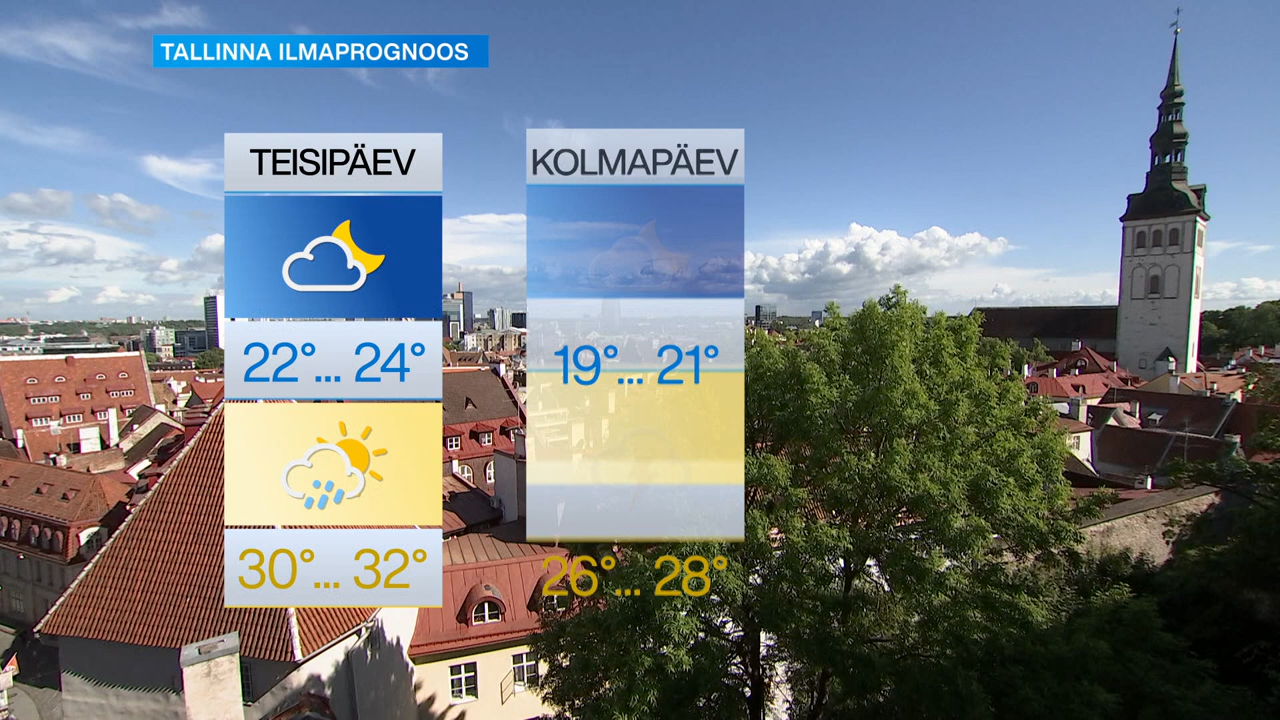 TALLINNA ILMAPROGNOOS
TEISIPÄEV
22°... 24°
30°... 32°
KOLMAPÄEV
19°... 21°
26°... 28°